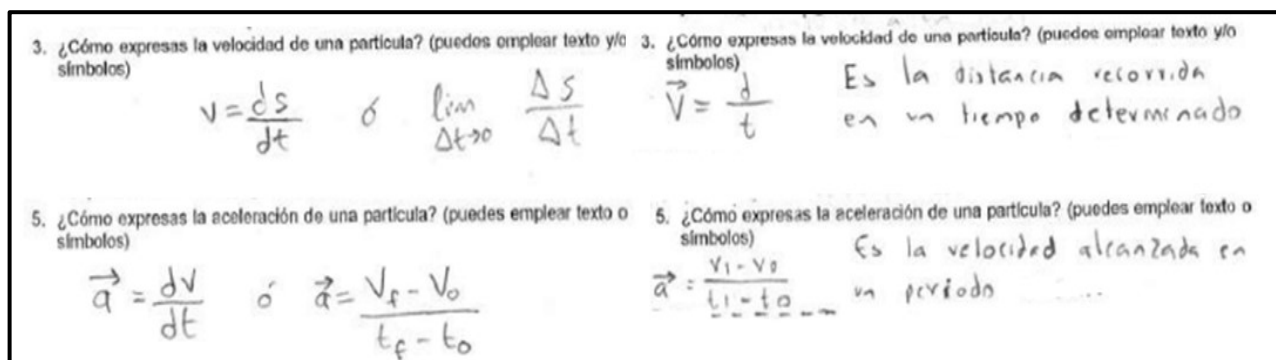 3. ¿Cómo expresas la velocidad de una partícula? (puedes emplear texto y/o
símbolos)
v = ds/dt ó lim Δt→0 Δs/Δt
5. ¿Cómo expresas la aceleración de una partícula? (puedes emplear texto o
símbolos)
a⃗ = dv/dt ó a⃗ = Vf - Vo / tf - to
3. ¿Cómo expresas la velocidad de una partícula? (puedes emplear texto y/o
símbolos)
V⃗ = d/t Es la distancia recorrida
en un tiempo determinado
5. ¿Cómo expresas la aceleración de una partícula? (puedes emplear texto o
símbolos)
a⃗ = V1 - V0 / t1 - t0 Es la velocidad alcanzada en
un periodo